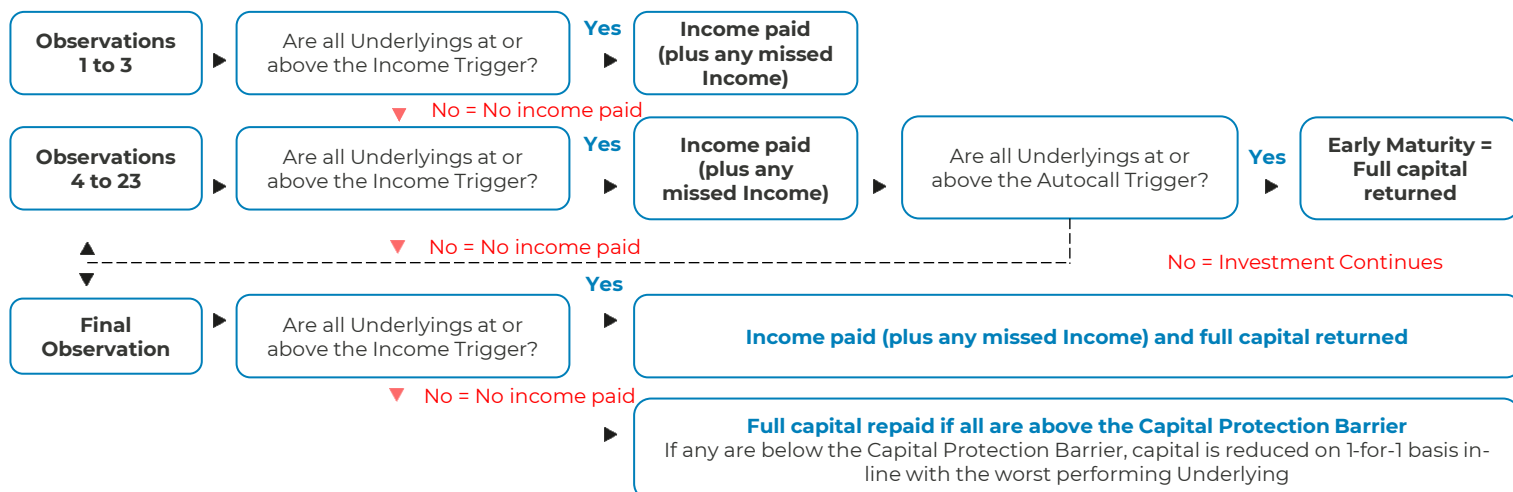 Observations
1 to 3
Are all Underlyings at or
above the Income Trigger?
Yes
Income paid
(plus any missed
Income)
No = No income paid
Observations
4 to 23
Are all Underlyings at or
above the Income Trigger?
Yes
Income paid
(plus any
missed Income)
Are all Underlyings at or
above the Autocall Trigger?
Yes
Early Maturity =
Full capital
returned
No = No income paid
No = Investment Continues
Final
Observation
Are all Underlyings at or
above the Income Trigger?
Yes
Income paid (plus any missed Income) and full capital returned
No = No income paid
Full capital repaid if all are above the Capital Protection Barrier
If any are below the Capital Protection Barrier, capital is reduced on 1-for-1 basis in-
line with the worst performing Underlying